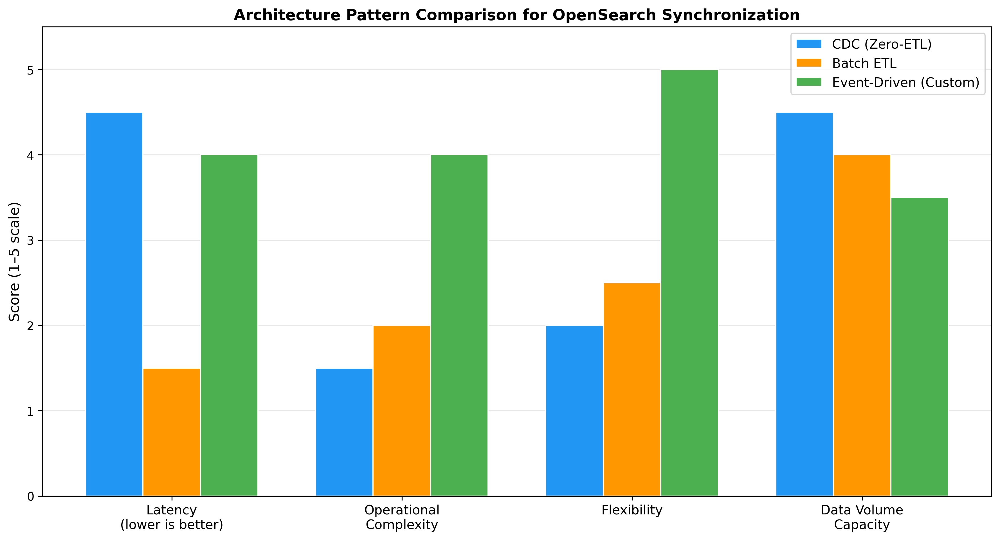 Architecture Pattern Comparison for OpenSearch Synchronization
CDC (Zero-ETL)
Batch ETL
Event-Driven (Custom)
Score (1–5 scale)
5
4
3
2
1
0
Latency
(lower is better)
Operational
Complexity
Flexibility
Data Volume
Capacity